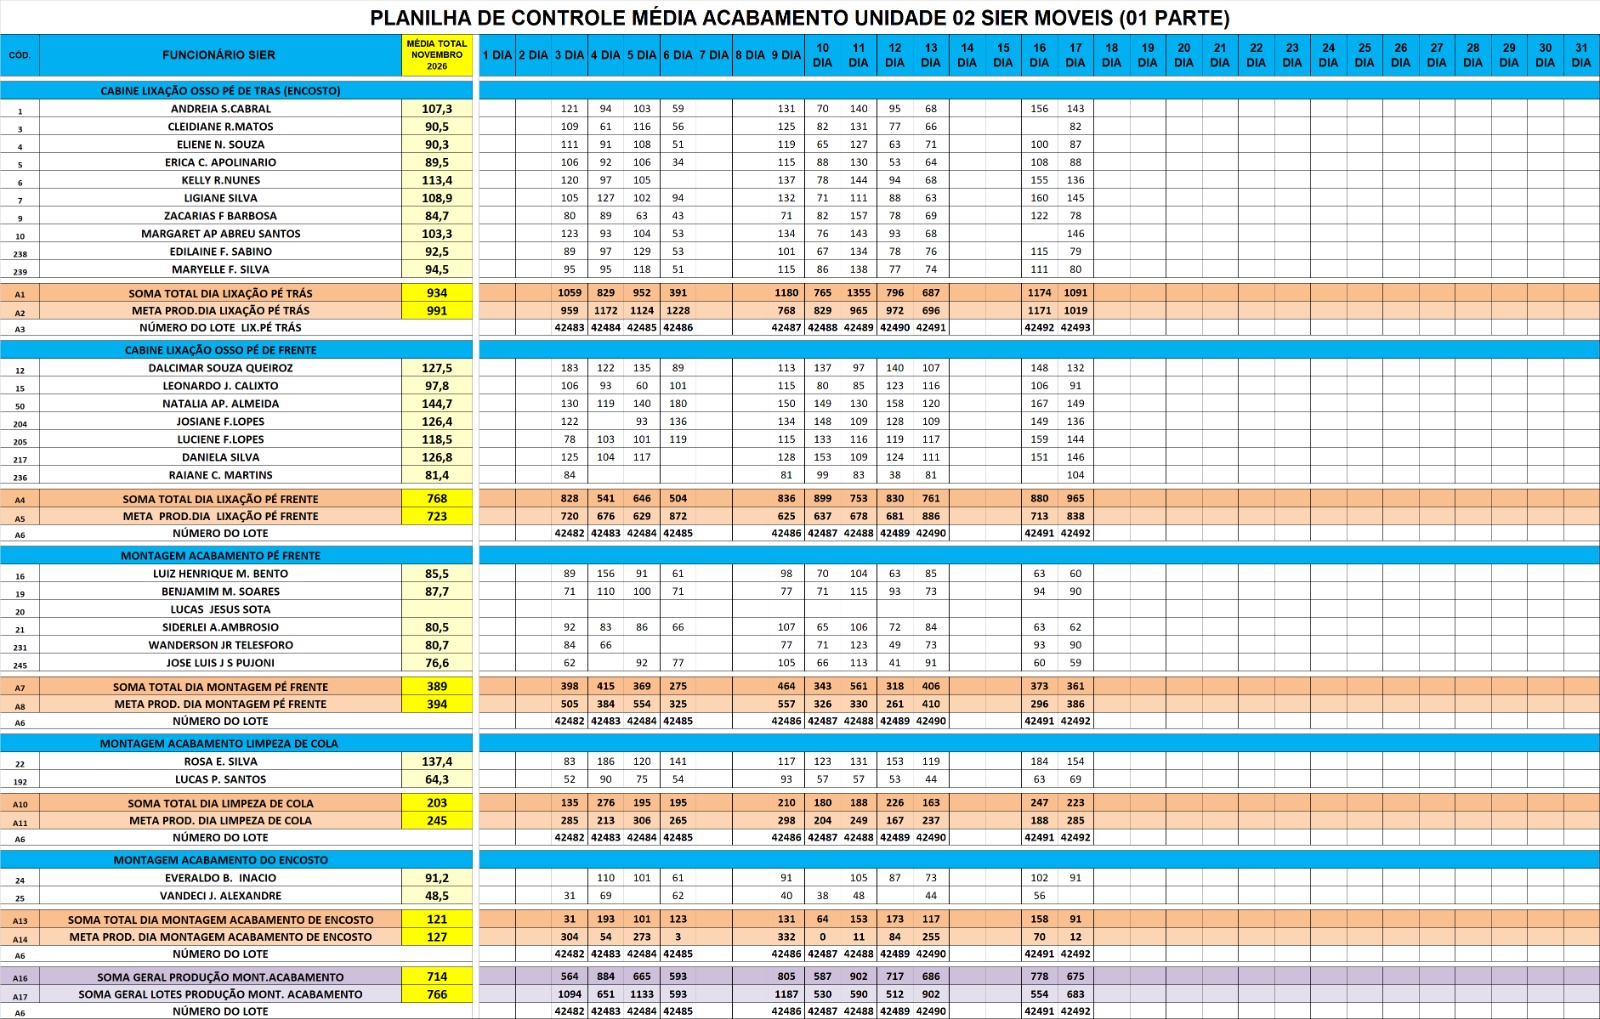 PLANILHA DE CONTROLE MÉDIA ACABAMENTO UNIDADE 02 SIER MOVEIS (01 PARTE)
CÓD. FUNCIONÁRIO SIER MÉDIA TOTAL NOVEMBRO 2026 1 DIA 2 DIA 3 DIA 4 DIA 5 DIA 6 DIA 7 DIA 8 DIA 9 DIA 10 DIA 11 DIA 12 DIA 13 DIA 14 DIA 15 DIA 16 DIA 17 DIA 18 DIA 19 DIA 20 DIA 21 DIA 22 DIA 23 DIA 24 DIA 25 DIA 26 DIA 27 DIA 28 DIA 29 DIA 30 DIA 31 DIA
CABINE LIXAÇÃO OSSO PÉ DE TRAS (ENCOSTO)
1 ANDREIA S.CABRAL 107,3 121 94 103 59 131 70 140 95 68 156 143
3 CLEIDIANE R.MATOS 90,5 109 61 116 56 125 82 131 77 66 82
4 ELIENE N. SOUZA 90,3 111 91 108 51 119 65 127 63 71 100 87
5 ERICA C. APOLINARIO 89,5 106 92 106 34 115 88 130 53 64 108 88
6 KELLY R.NUNES 113,4 120 97 105 137 78 144 94 68 155 136
7 LIGIANE SILVA 108,9 105 127 102 94 132 71 111 88 63 160 145
9 ZACARIAS F BARBOSA 84,7 80 89 63 43 71 82 157 78 69 122 78
10 MARGARET AP ABREU SANTOS 103,3 123 93 104 53 134 76 143 93 68 146
238 EDILAINE F. SABINO 92,5 89 97 129 53 101 67 134 78 76 115 79
239 MARYELLE F. SILVA 94,5 95 95 118 51 115 86 138 77 74 111 80
A1 SOMA TOTAL DIA LIXAÇÃO PÉ TRÁS 934 1059 829 952 391 1180 765 1355 796 687 1174 1091
A2 META PROD.DIA LIXAÇÃO PÉ TRÁS 991 959 1172 1124 1228 768 829 965 972 696 1171 1019
A3 NÚMERO DO LOTE LIX.PÉ TRÁS 42483 42484 42485 42486 42487 42488 42489 42490 42491 42492 42493
CABINE LIXAÇÃO OSSO PÉ DE FRENTE
12 DALCIMAR SOUZA QUEIROZ 127,5 183 122 135 89 113 137 97 140 107 148 132
15 LEONARDO J. CALIXTO 97,8 106 93 60 101 115 80 85 123 116 106 91
50 NATALIA AP. ALMEIDA 144,7 130 119 140 180 150 149 130 158 120 167 149
204 JOSIANE F.LOPES 126,4 122 93 136 134 148 109 128 109 149 136
205 LUCIENE F.LOPES 118,5 78 103 101 119 115 133 116 119 117 159 144
217 DANIELA SILVA 126,8 125 104 117 128 153 109 124 111 151 146
236 RAIANE C. MARTINS 81,4 84 81 99 83 38 81 104
A4 SOMA TOTAL DIA LIXAÇÃO PÉ FRENTE 768 828 541 646 504 836 899 753 830 761 880 965
A5 META PROD.DIA LIXAÇÃO PÉ FRENTE 723 720 676 629 872 625 637 678 681 886 713 838
A6 NÚMERO DO LOTE 42482 42483 42484 42485 42486 42487 42488 42489 42490 42491 42492
MONTAGEM ACABAMENTO PÉ FRENTE
16 LUIZ HENRIQUE M. BENTO 85,5 89 156 91 61 98 70 104 63 85 63 60
19 BENJAMIM M. SOARES 87,7 71 110 100 71 77 71 115 93 73 94 90
20 LUCAS JESUS SOTA
21 SIDERLEI A.AMBROSIO 80,5 92 83 86 66 107 65 106 72 84 63 62
231 WANDERSON JR TELESFORO 80,7 84 66 77 71 123 49 73 93 90
245 JOSE LUIS J S PUJONI 76,6 62 92 77 105 66 113 41 91 60 59
A7 SOMA TOTAL DIA MONTAGEM PÉ FRENTE 389 398 415 369 275 464 343 561 318 406 373 361
A8 META PROD. DIA MONTAGEM PÉ FRENTE 394 505 384 554 325 557 326 330 261 410 296 386
A6 NÚMERO DO LOTE 42482 42483 42484 42485 42486 42487 42488 42489 42490 42491 42492
MONTAGEM ACABAMENTO LIMPEZA DE COLA
22 ROSA E. SILVA 137,4 83 186 120 141 117 123 131 153 119 184 154
192 LUCAS P. SANTOS 64,3 52 90 75 54 93 57 57 53 44 63 69
A10 SOMA TOTAL DIA LIMPEZA DE COLA 203 135 276 195 195 210 180 188 226 163 247 223
A11 META PROD. DIA LIMPEZA DE COLA 245 285 213 306 265 298 204 249 167 237 188 285
A6 NÚMERO DO LOTE 42482 42483 42484 42485 42486 42487 42488 42489 42490 42491 42492
MONTAGEM ACABAMENTO DO ENCOSTO
24 EVERALDO B. INACIO 91,2 110 101 61 91 105 87 73 102 91
25 VANDECI J. ALEXANDRE 48,5 31 69 62 40 38 48 44 56
A13 SOMA TOTAL DIA MONTAGEM ACABAMENTO DE ENCOSTO 121 31 193 101 123 131 64 153 173 117 158 91
A14 META PROD. DIA MONTAGEM ACABAMENTO DE ENCOSTO 127 304 54 273 3 332 0 11 84 255 70 12
A6 NÚMERO DO LOTE 42482 42483 42484 42485 42486 42487 42488 42489 42490 42491 42492
A16 SOMA GERAL PRODUÇÃO MONT.ACABAMENTO 714 564 884 665 593 805 587 902 717 686 778 675
A17 SOMA GERAL LOTES PRODUÇÃO MONT. ACABAMENTO 766 1094 651 1133 593 1187 530 590 512 902 554 683
A6 NÚMERO DO LOTE 42482 42483 42484 42485 42486 42487 42488 42489 42490 42491 42492